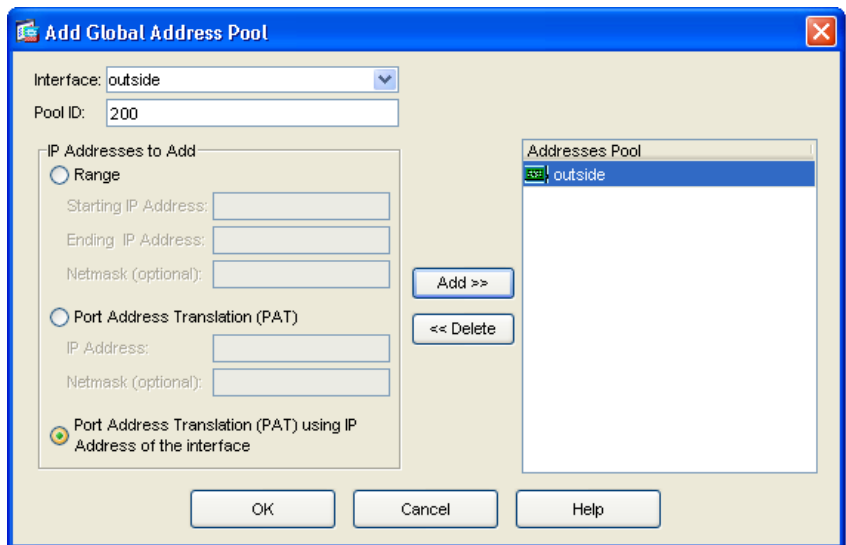 Add Global Address Pool
Interface: outside
Pool ID: 200
IP Addresses to Add
Range
Starting IP Address:
Ending IP Address:
Netmask (optional):
Port Address Translation (PAT)
IP Address:
Netmask (optional):
Port Address Translation (PAT) using IP
Address of the interface
Add >>
<< Delete
Addresses Pool
outside
OK
Cancel
Help